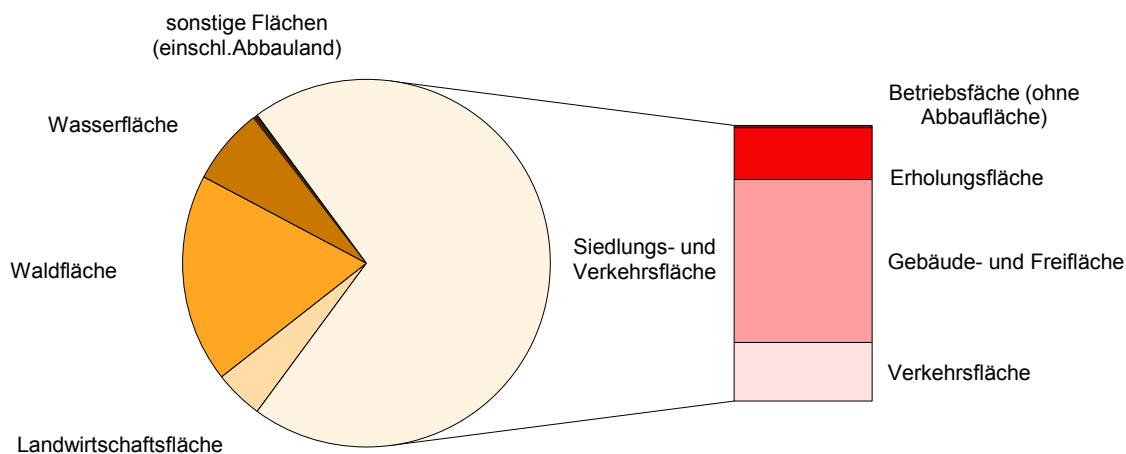 sonstige Flächen
(einschl.Abbauland)
Wasserfläche
Waldfläche
Landwirtschaftsfläche
Siedlungs- und
Verkehrsfläche
Betriebsfäche (ohne
Abbaufläche)
Erholungsfläche
Gebäude- und Freifläche
Verkehrsfläche